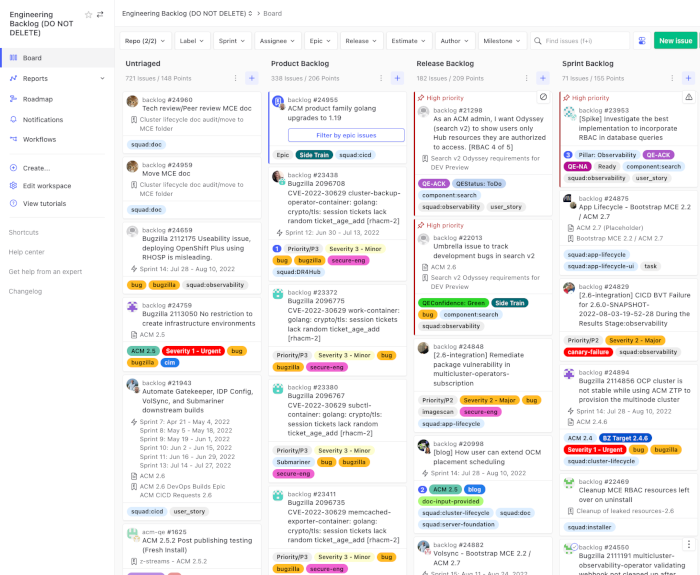 Engineering
Backlog (DO NOT
DELETE)
Board
Reports
Roadmap
Notifications
Workflows
Create...
Edit workspace
View tutorials
Shortcuts
Help center
Get help from an expert
Changelog
Engineering Backlog (DO NOT DELETE) > Board
Repo (2/2) Label Sprint Assignee Epic Release Estimate Author Milestone Find issues (⌘+I) New Issue
Untriaged
721 Issues / 148 Points
backlog #24960
Tech review/Peer review MCE doc
Cluster lifecycle doc audit/move to
MCE folder
squad:doc
backlog #24959
Move MCE doc
Cluster lifecycle doc audit/move to
MCE folder
squad:doc
backlog #24659
Bugzilla 2112175 Useability issue,
deploying OpenShift Plus using
RHOSP is misleading.
Sprint 14: Jul 28 - Aug 10, 2022
bug bugzilla squad:observability
backlog #24759
Bugzilla 2113050 No restriction to
create infrastructure environments
ACM 2.5
ACM 2.5 Severity 1 - Urgent bug
bugzilla cim
backlog #21943
Automate Gatekeeper, IDP Config,
VolSync, and Submariner
downstream builds
Sprint 7: Apr 21 - May 4, 2022
Sprint 8: May 5 - May 18, 2022
Sprint 9: May 19 - Jun 1, 2022
Sprint 10: Jun 2 - Jun 15, 2022
Sprint 11: Jun 16 - Jun 29, 2022
Sprint 13: Jul 14 - Jul 27, 2022
ACM 2.6
ACM 2.6 DevOps Builds Epic
ACM CICD Requests 2.6
squad:cicd user_story
acm-qe #1625
ACM 2.5.2 Post publishing testing
(Fresh install)
z-streams - ACM 2.5.2
Product Backlog
338 Issues / 206 Points
backlog #24955
ACM product family golang
upgrades to 1.19
Filter by epic issues
Epic Side Train squad:cicd
backlog #23438
Bugzilla 2096708
CVE-2022-30629 cluster-backup-
operator-container: golang:
crypto/tls: session tickets lack
random ticket_age_add [rhacm-2]
Sprint 12: Jun 30 - Jul 13, 2022
1 Priority/P3 Severity 3 - Minor
bug bugzilla secure-eng
squad:DR4Hub
backlog #23372
Bugzilla 2096775
CVE-2022-30629 work-container:
golang: crypto/tls: session tickets
lack random ticket_age_add
[rhacm-2]
Priority/P3 Severity 3 - Minor bug
bugzilla secure-eng
backlog #23380
Bugzilla 2096767
CVE-2022-30629 subctl-
container: golang: crypto/tls:
session tickets lack random
ticket_age_add [rhacm-2]
Priority/P3 Severity 3 - Minor
Submariner bug bugzilla
secure-eng
backlog #23411
Bugzilla 2096735
CVE-2022-30629 memcached-
exporter-container: golang:
crypto/tls: session tickets lack
random ticket_age_add [rhacm-2]
Priority/P3 Severity 3 - Minor bug
bugzilla secure-eng
Release Backlog
182 Issues / 209 Points
High priority
backlog #21298
As an ACM admin, I want Odyssey
(search v2) to show users only
Hub resources they are authorized
to access. [RBAC 4 of 5]
Search v2 Odyssey requirements for
DEV Preview
QE-ACK QEStatus: ToDo
component:search
squad:observability user_story
High priority
backlog #22013
Umbrella issue to track
development bugs in search v2
ACM 2.6
Search v2 Odyssey requirements for
DEV Preview
QEConfidence: Green Side Train
bug component:search
squad:observability
backlog #24848
[2.6-integration] Remediate
package vulnerability in
multicluster-operators-
subscription
Priority/P2 Severity 2 - Major bug
imagescan secure-eng
squad:app-lifecycle
backlog #20998
[blog] How user can extend OCM
placement scheduling
Sprint 14: Jul 28 - Aug 10, 2022
2 ACM 2.5 blog
doc-input-provided
squad:cluster-lifecycle squad:doc
squad:server-foundation
backlog #24882
Volsync - Bootstrap MCE 2.2 /
ACM 2.7
Sprint 15: Aug 11 - Aug 24, 2022
Sprint Backlog
71 Issues / 155 Points
High priority
backlog #23953
[Spike] Investigate the best
implementation to incorporate
RBAC in database queries
3 Pillar: Observability QE-ACK
QE-NA Ready component:search
squad:observability user_story
backlog #24875
App Lifecycle - Bootstrap MCE 2.2
/ ACM 2.7
ACM 2.7 (Placeholder)
Bootstrap MCE 2.2 / ACM 2.7
squad:app-lifecycle
squad:app-lifecycle-ui task
backlog #24829
[2.6-integration] CICD BVT Failure
for 2.6.0-SNAPSHOT-
2022-08-03-19-52-28 During the
Results Stage:observability
Priority/P2 Severity 2 - Major bug
canary-failure squad:observability
backlog #24894
Bugzilla 2114856 OCP cluster is
not stable while using ACM ZTP to
provision the multinode cluster
Sprint 14: Jul 28 - Aug 10, 2022
ACM 2.4.6
ACM 2.4 BZ Target 2.4.6
Severity 1 - Urgent bug bugzilla
squad:cluster-lifecycle
backlog #22469
Cleanup MCE RBAC resources left
over on uninstall
Cleanup of leaked resources-2.6
squad:installer
backlog #24550
Bugzilla 2111191 multicluster-
observability-operator validating
webhook not cleaned up after